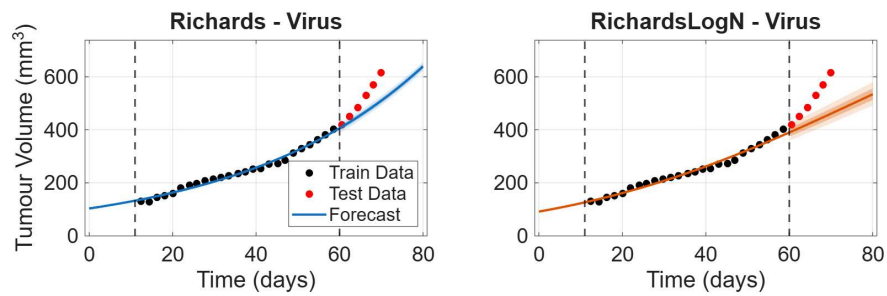 Richards - Virus
Tumour Volume (mm³)
600
400
200
0
Train Data
Test Data
Forecast
0 20 40 60 80
Time (days)
RichardsLogN - Virus
600
400
200
0
0 20 40 60 80
Time (days)